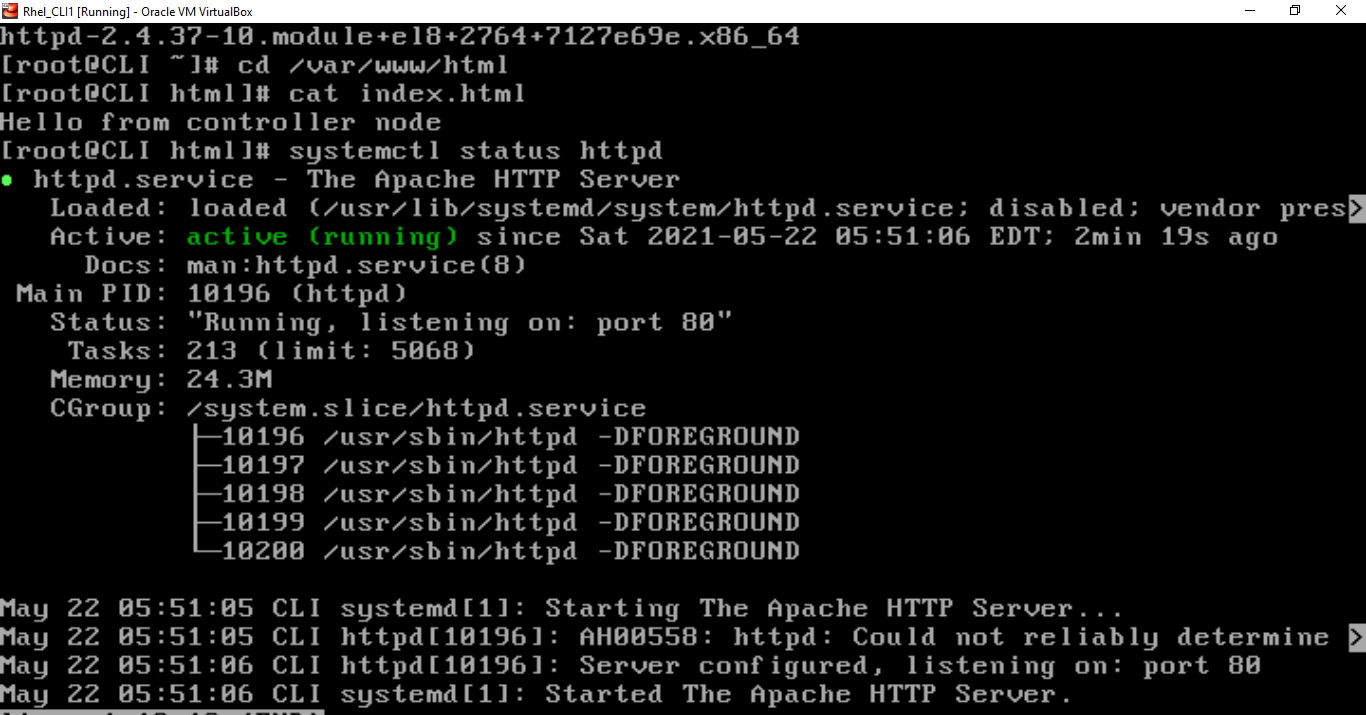 Rhel_CLI1 [Running] - Oracle VM VirtualBox
httpd-2.4.37-10.module+el8+2764+7127e69e.x86_64
[root@CLI ~]# cd /var/www/html
[root@CLI html]# cat index.html
Hello from controller node
[root@CLI html]# systemctl status httpd
● httpd.service - The Apache HTTP Server
   Loaded: loaded (/usr/lib/systemd/system/httpd.service; disabled; vendor pres>
   Active: active (running) since Sat 2021-05-22 05:51:06 EDT; 2min 19s ago
     Docs: man:httpd.service(8)
 Main PID: 10196 (httpd)
   Status: "Running, listening on: port 80"
    Tasks: 213 (limit: 5068)
   Memory: 24.3M
   CGroup: /system.slice/httpd.service
           ├─10196 /usr/sbin/httpd -DFOREGROUND
           ├─10197 /usr/sbin/httpd -DFOREGROUND
           ├─10198 /usr/sbin/httpd -DFOREGROUND
           ├─10199 /usr/sbin/httpd -DFOREGROUND
           └─10200 /usr/sbin/httpd -DFOREGROUND
May 22 05:51:05 CLI systemd[1]: Starting The Apache HTTP Server...
May 22 05:51:05 CLI httpd[10196]: AH00558: httpd: Could not reliably determine >
May 22 05:51:06 CLI httpd[10196]: Server configured, listening on: port 80
May 22 05:51:06 CLI systemd[1]: Started The Apache HTTP Server.